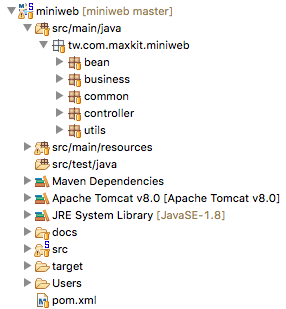 miniweb [miniweb master]
src/main/java
tw.com.maxkit.miniweb
bean
business
common
controller
utils
src/main/resources
src/test/java
Maven Dependencies
Apache Tomcat v8.0 [Apache Tomcat v8.0]
JRE System Library [JavaSE-1.8]
docs
src
target
Users
pom.xml